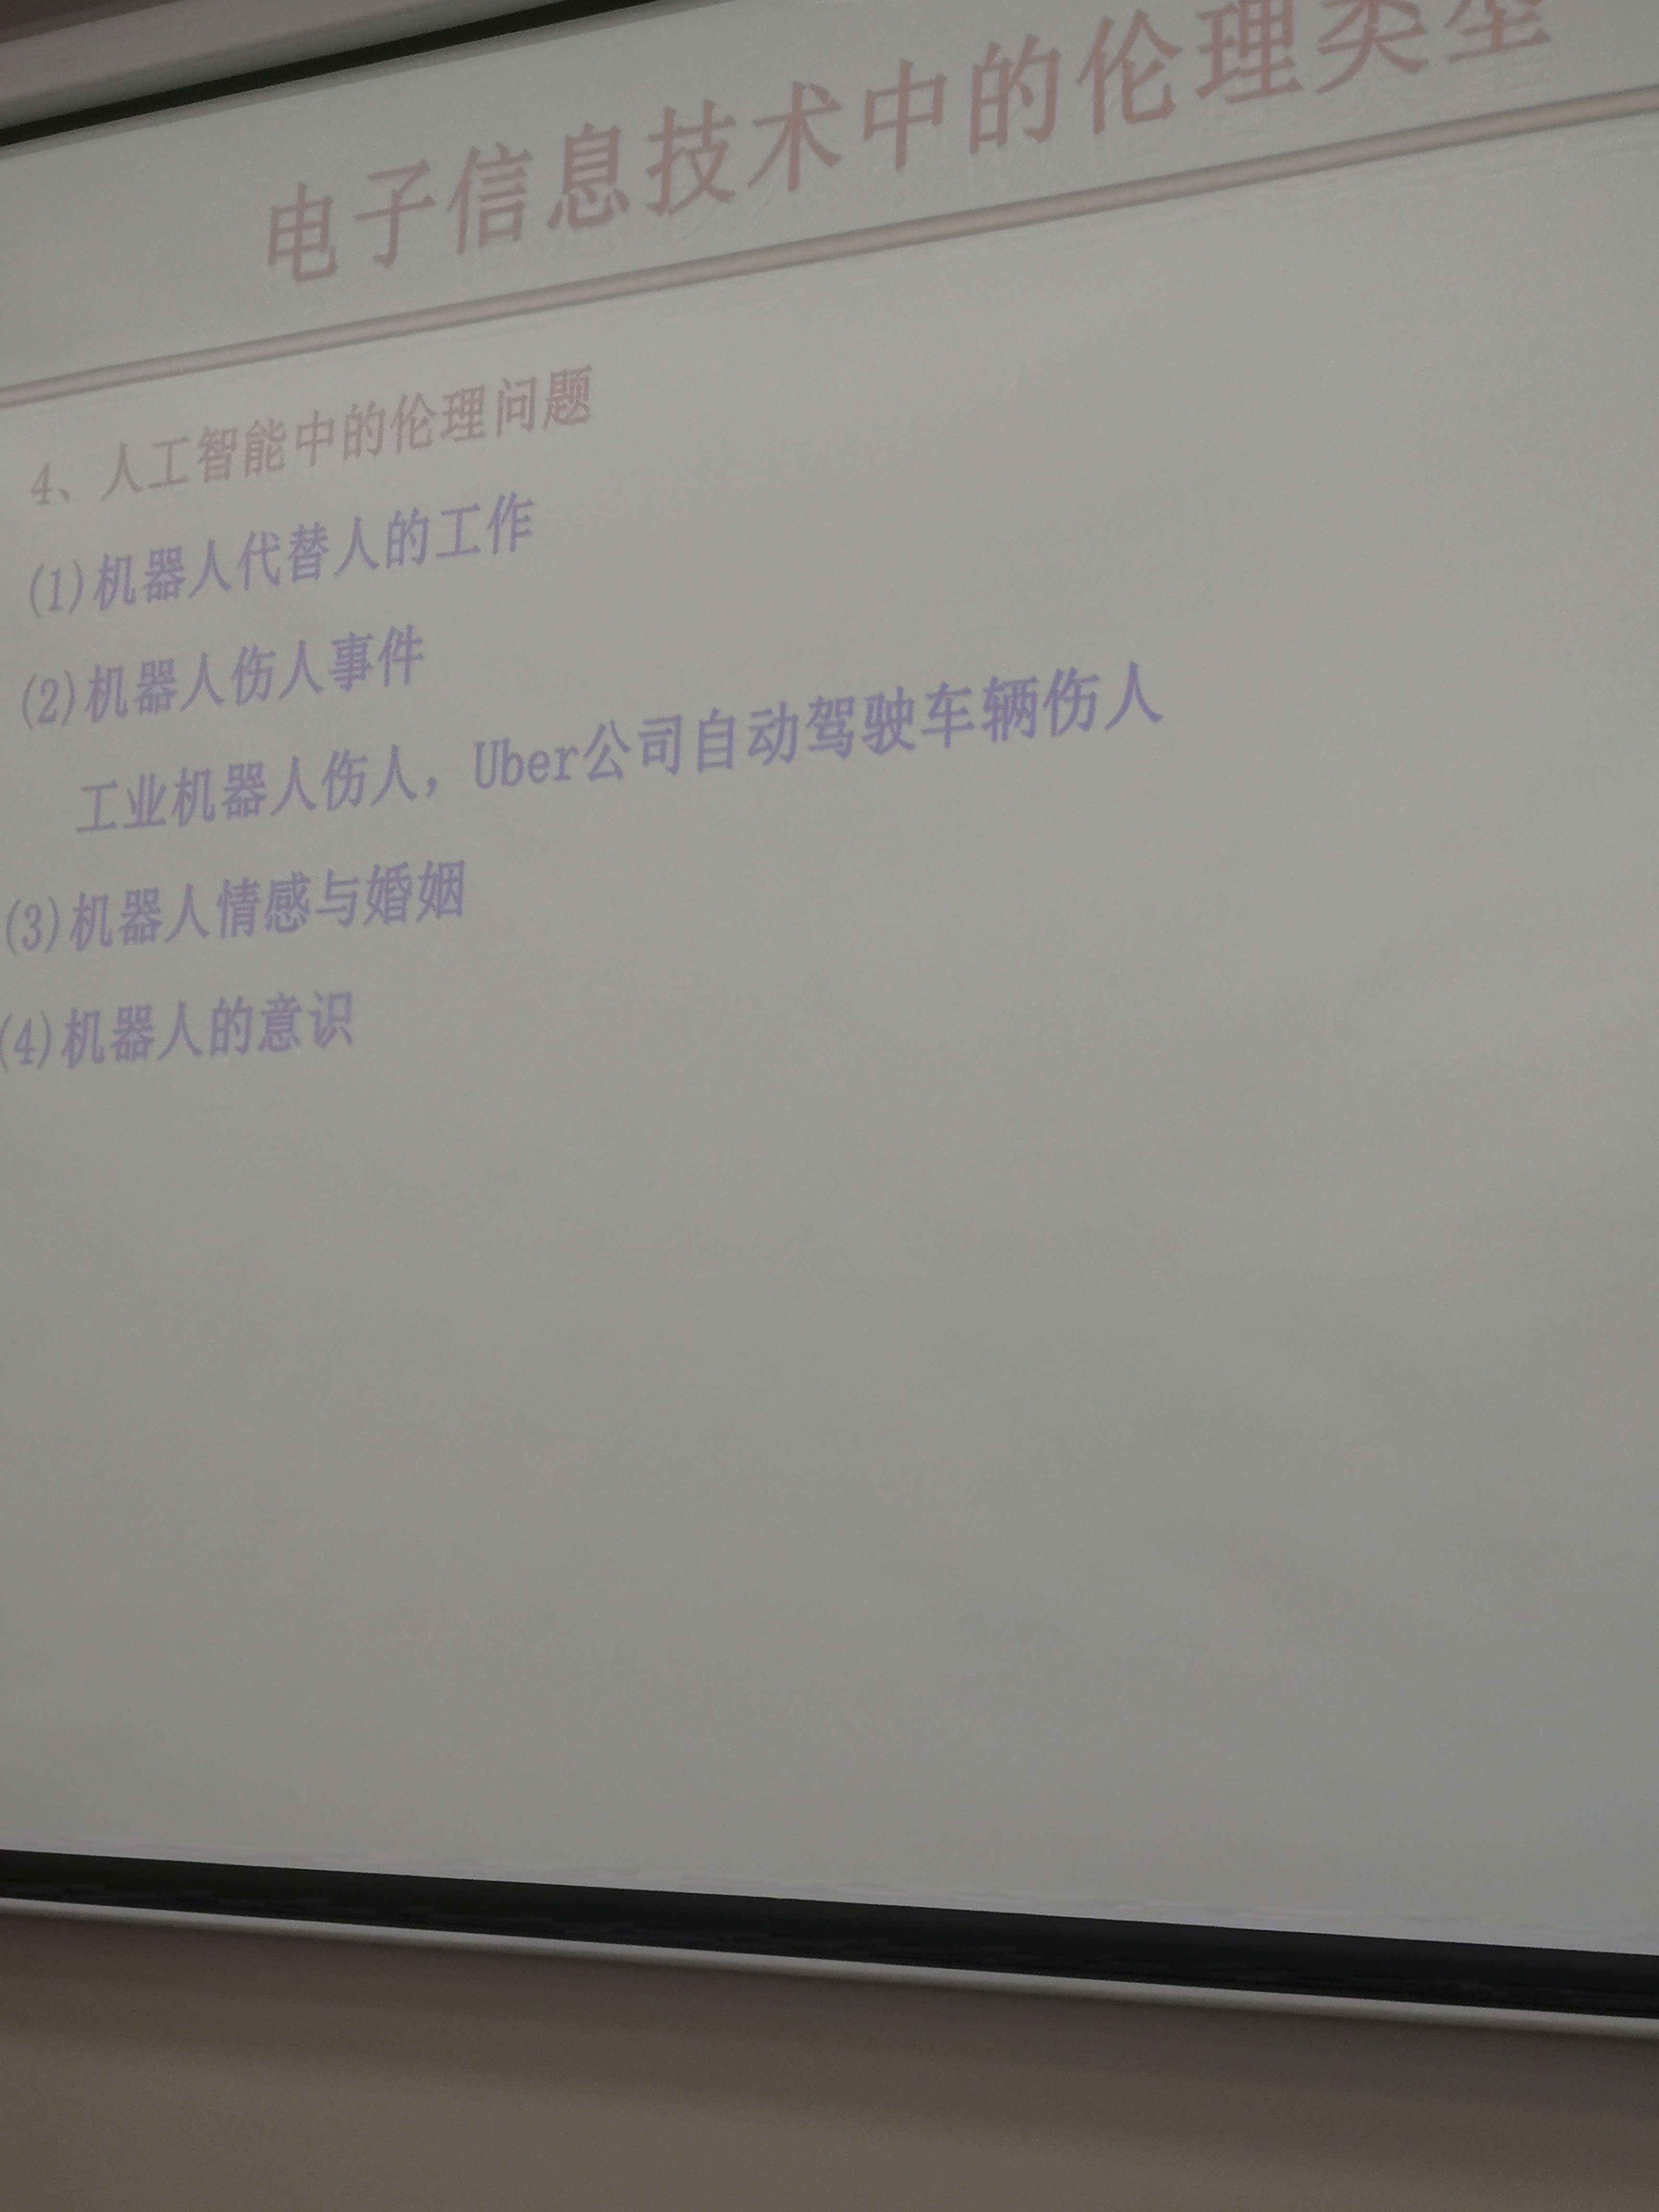 电子信息技术中的伦理类型
4、人工智能中的伦理问题
(1)机器人代替人的工作
(2)机器人伤人事件
工业机器人伤人，Uber公司自动驾驶车辆伤人
(3)机器人情感与婚姻
(4)机器人的意识